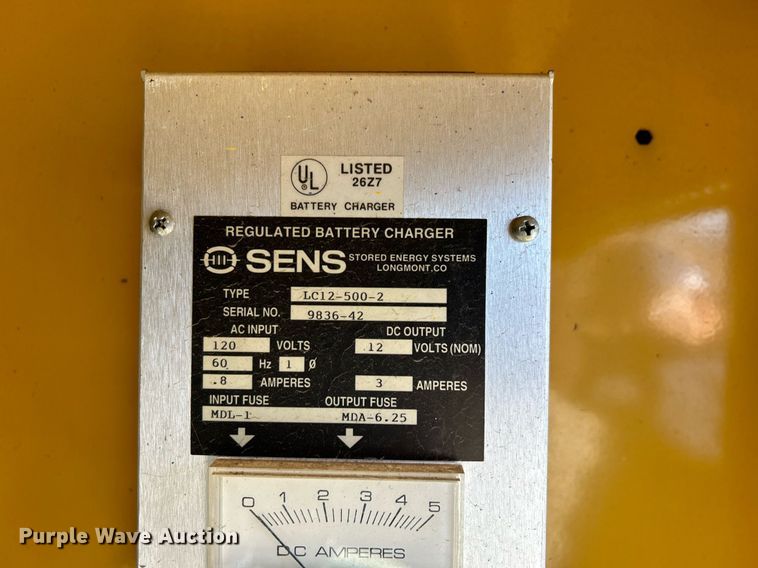 UL
®
LISTED
26Z7
BATTERY CHARGER
REGULATED BATTERY CHARGER
SENS STORED ENERGY SYSTEMS
LONGMONT.CO
TYPE LC12-500-2
SERIAL NO. 9836-42
AC INPUT DC OUTPUT
120 VOLTS 12 VOLTS (NOM)
60 Hz 1 Ø
.8 AMPERES 3 AMPERES
INPUT FUSE OUTPUT FUSE
MDL-1 MDA-6.25
0 1 2 3 4 5
DC AMPERES
Purple Wave Auction